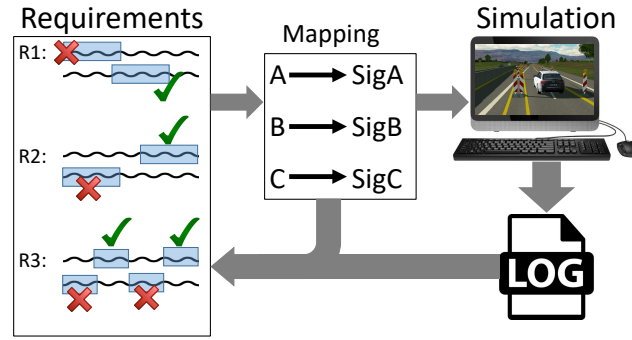 Requirements
Mapping
Simulation
R1:
A SigA
B SigB
R2:
C SigC
R3:
LOG